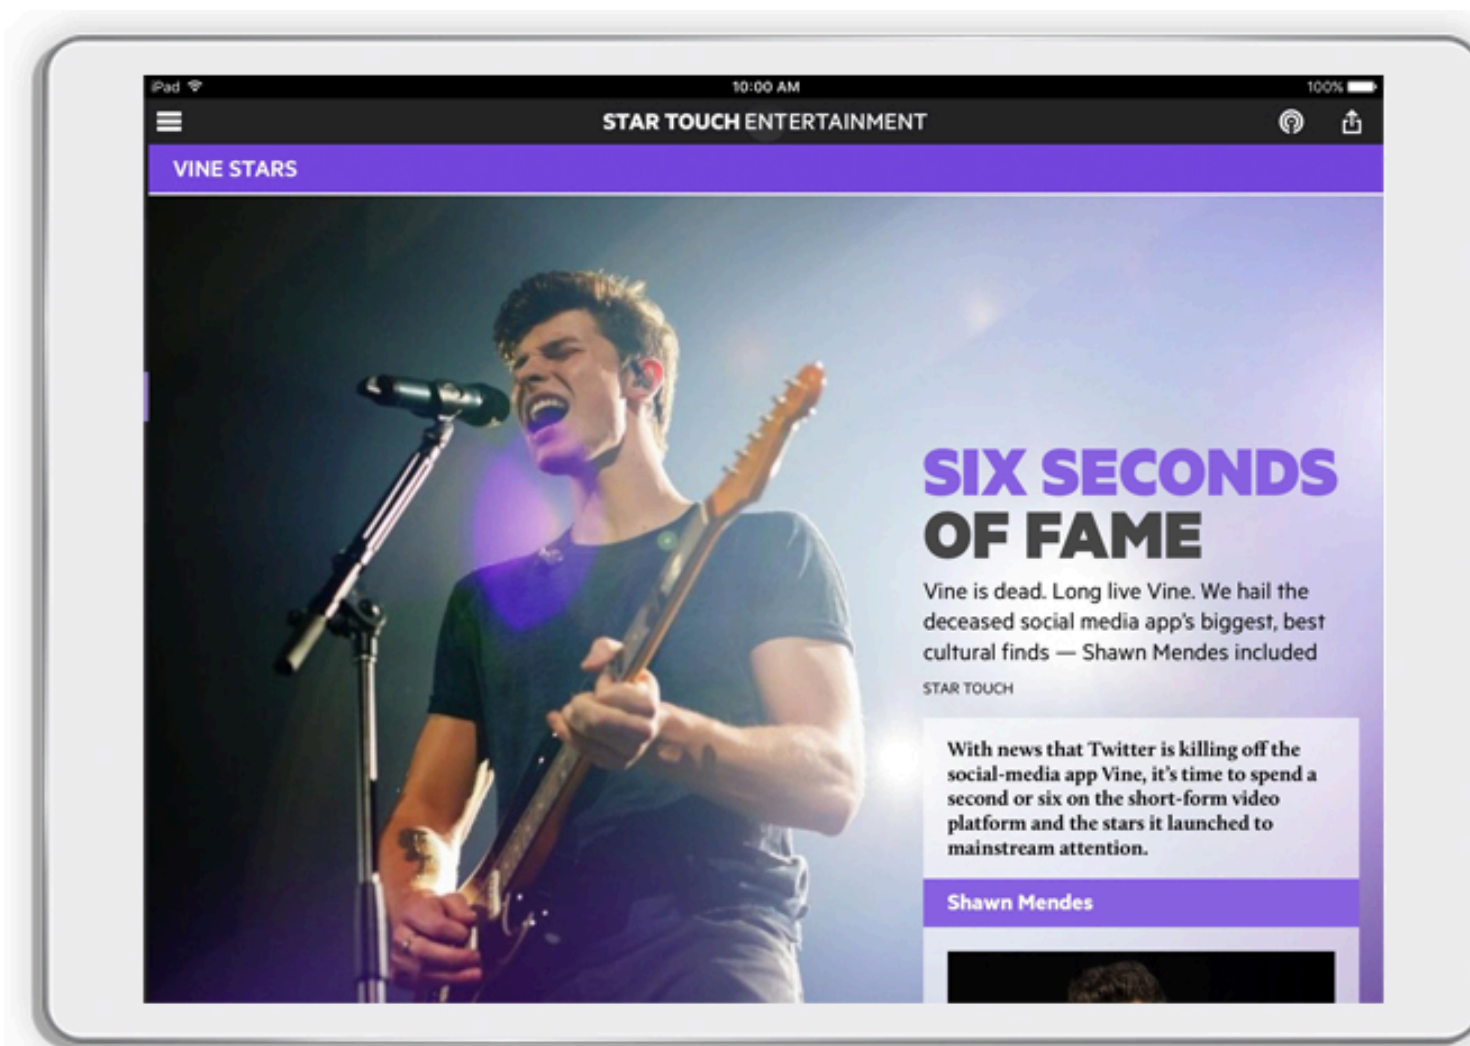 iPad
10:00 AM
100%
STAR TOUCH ENTERTAINMENT
VINE STARS
SIX SECONDS
OF FAME
Vine is dead. Long live Vine. We hail the
deceased social media app's biggest, best
cultural finds — Shawn Mendes included
STAR TOUCH
With news that Twitter is killing off the
social-media app Vine, it's time to spend a
second or six on the short-form video
platform and the stars it launched to
mainstream attention.
Shawn Mendes